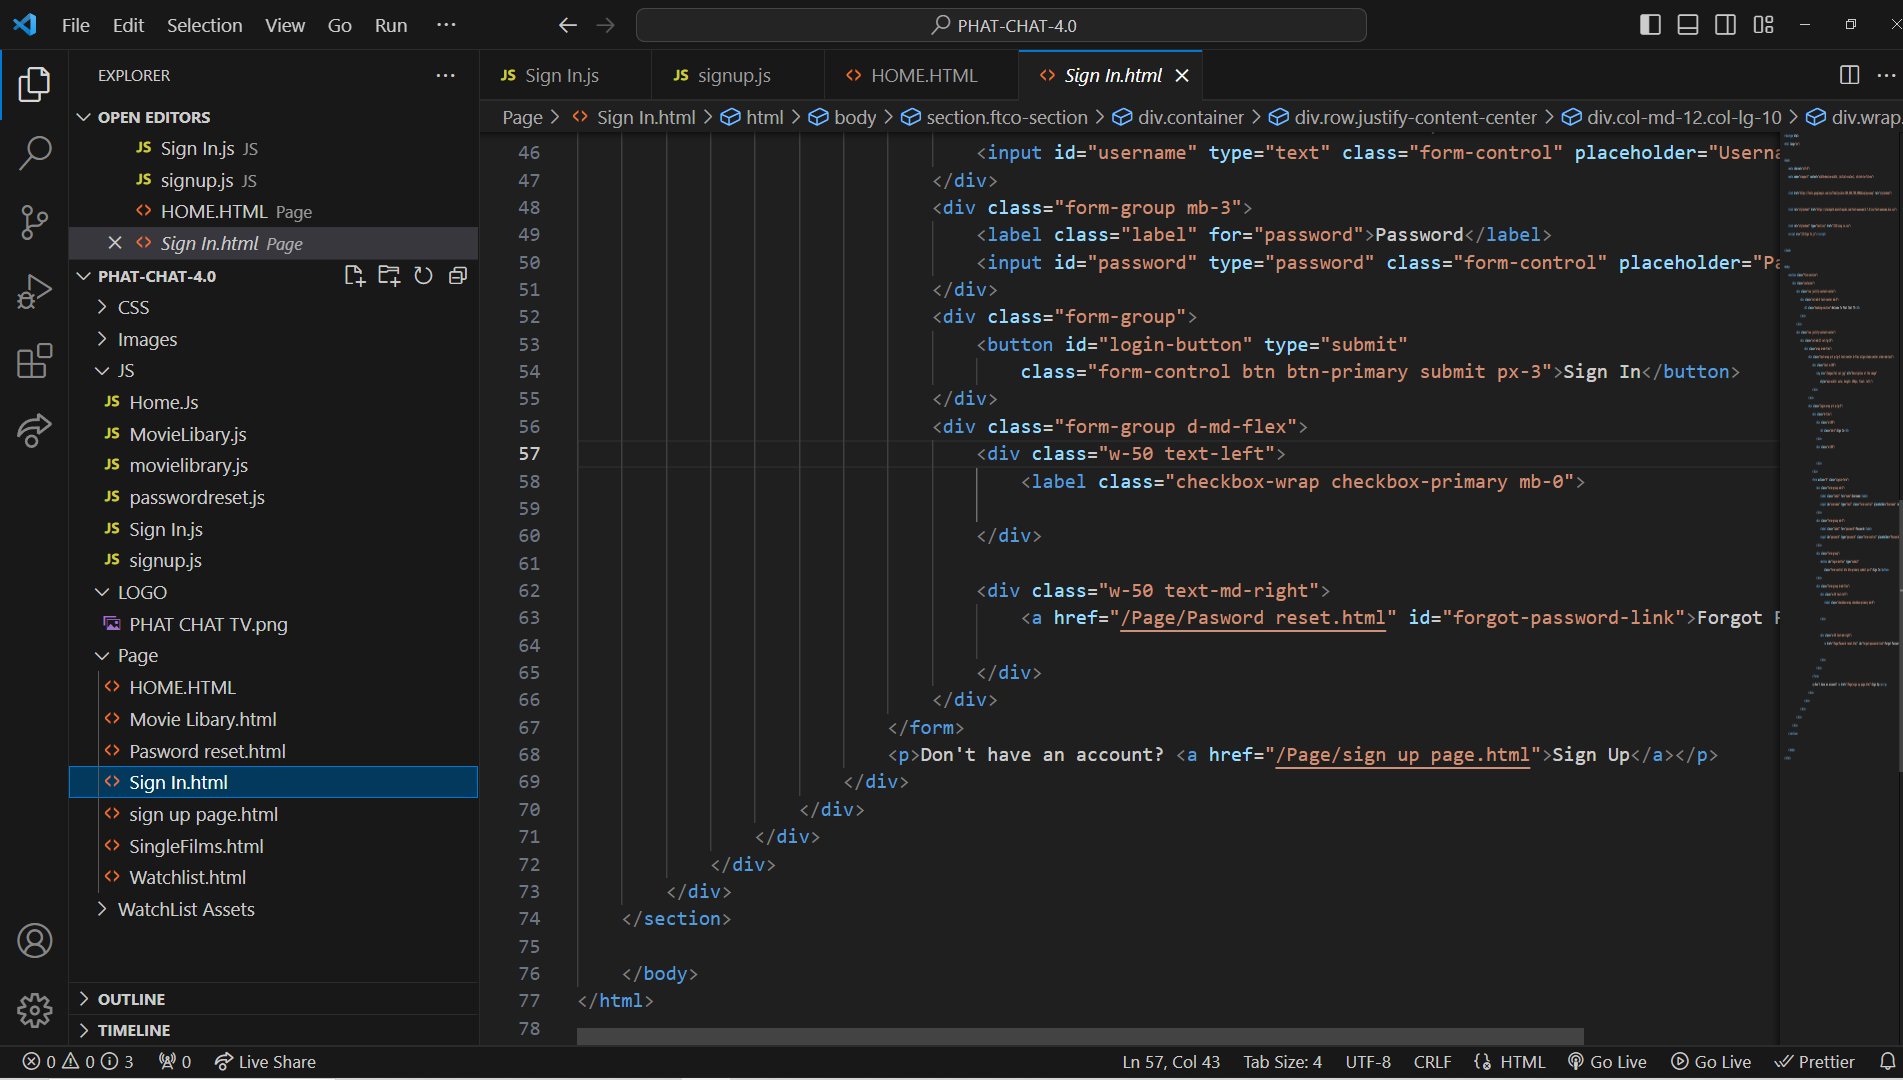 File Edit Selection View Go Run ···
PHAT-CHAT-4.0
EXPLORER
OPEN EDITORS
JS Sign In.js JS
JS signup.js JS
<> HOME.HTML Page
<> Sign In.html Page
PHAT-CHAT-4.0
CSS
Images
JS
JS Home.Js
JS MovieLibary.js
JS movielibrary.js
JS passwordreset.js
JS Sign In.js
JS signup.js
LOGO
PHAT CHAT TV.png
Page
<> HOME.HTML
<> Movie Libary.html
<> Pasword reset.html
<> Sign In.html
<> sign up page.html
<> SingleFilms.html
<> Watchlist.html
WatchList Assets
OUTLINE
TIMELINE
JS Sign In.js JS signup.js <> HOME.HTML <> Sign In.html
Page > <> Sign In.html > html > body > section.ftco-section > div.container > div.row.justify-content-center > div.col-md-12.col-lg-10 > div.wrap.
46 <input id="username" type="text" class="form-control" placeholder="Userna
47 </div>
48 <div class="form-group mb-3">
49 <label class="label" for="password">Password</label>
50 <input id="password" type="password" class="form-control" placeholder="Pa
51 </div>
52 <div class="form-group">
53 <button id="login-button" type="submit"
54 class="form-control btn btn-primary submit px-3">Sign In</button>
55 </div>
56 <div class="form-group d-md-flex">
57 <div class="w-50 text-left">
58 <label class="checkbox-wrap checkbox-primary mb-0">
59
60 </div>
61
62 <div class="w-50 text-md-right">
63 <a href="/Page/Pasword reset.html" id="forgot-password-link">Forgot P
64
65 </div>
66 </div>
67 </form>
68 <p>Don't have an account? <a href="/Page/sign up page.html">Sign Up</a></p>
69 </div>
70 </div>
71 </div>
72 </div>
73 </div>
74 </section>
75
76 </body>
77 </html>
78
0 0 3 0 Live Share Ln 57, Col 43 Tab Size: 4 UTF-8 CRLF HTML Go Live Go Live Prettier